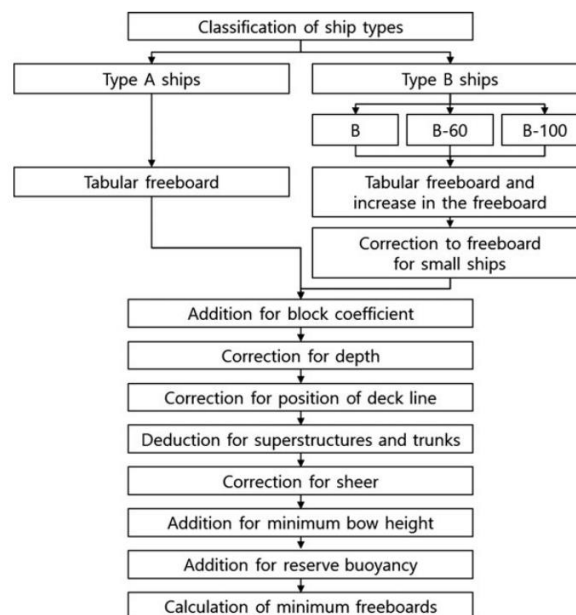 Classification of ship types
Type A ships
Type B ships
B
B-60
B-100
Tabular freeboard
Tabular freeboard and
increase in the freeboard
Correction to freeboard
for small ships
Addition for block coefficient
Correction for depth
Correction for position of deck line
Deduction for superstructures and trunks
Correction for sheer
Addition for minimum bow height
Addition for reserve buoyancy
Calculation of minimum freeboards